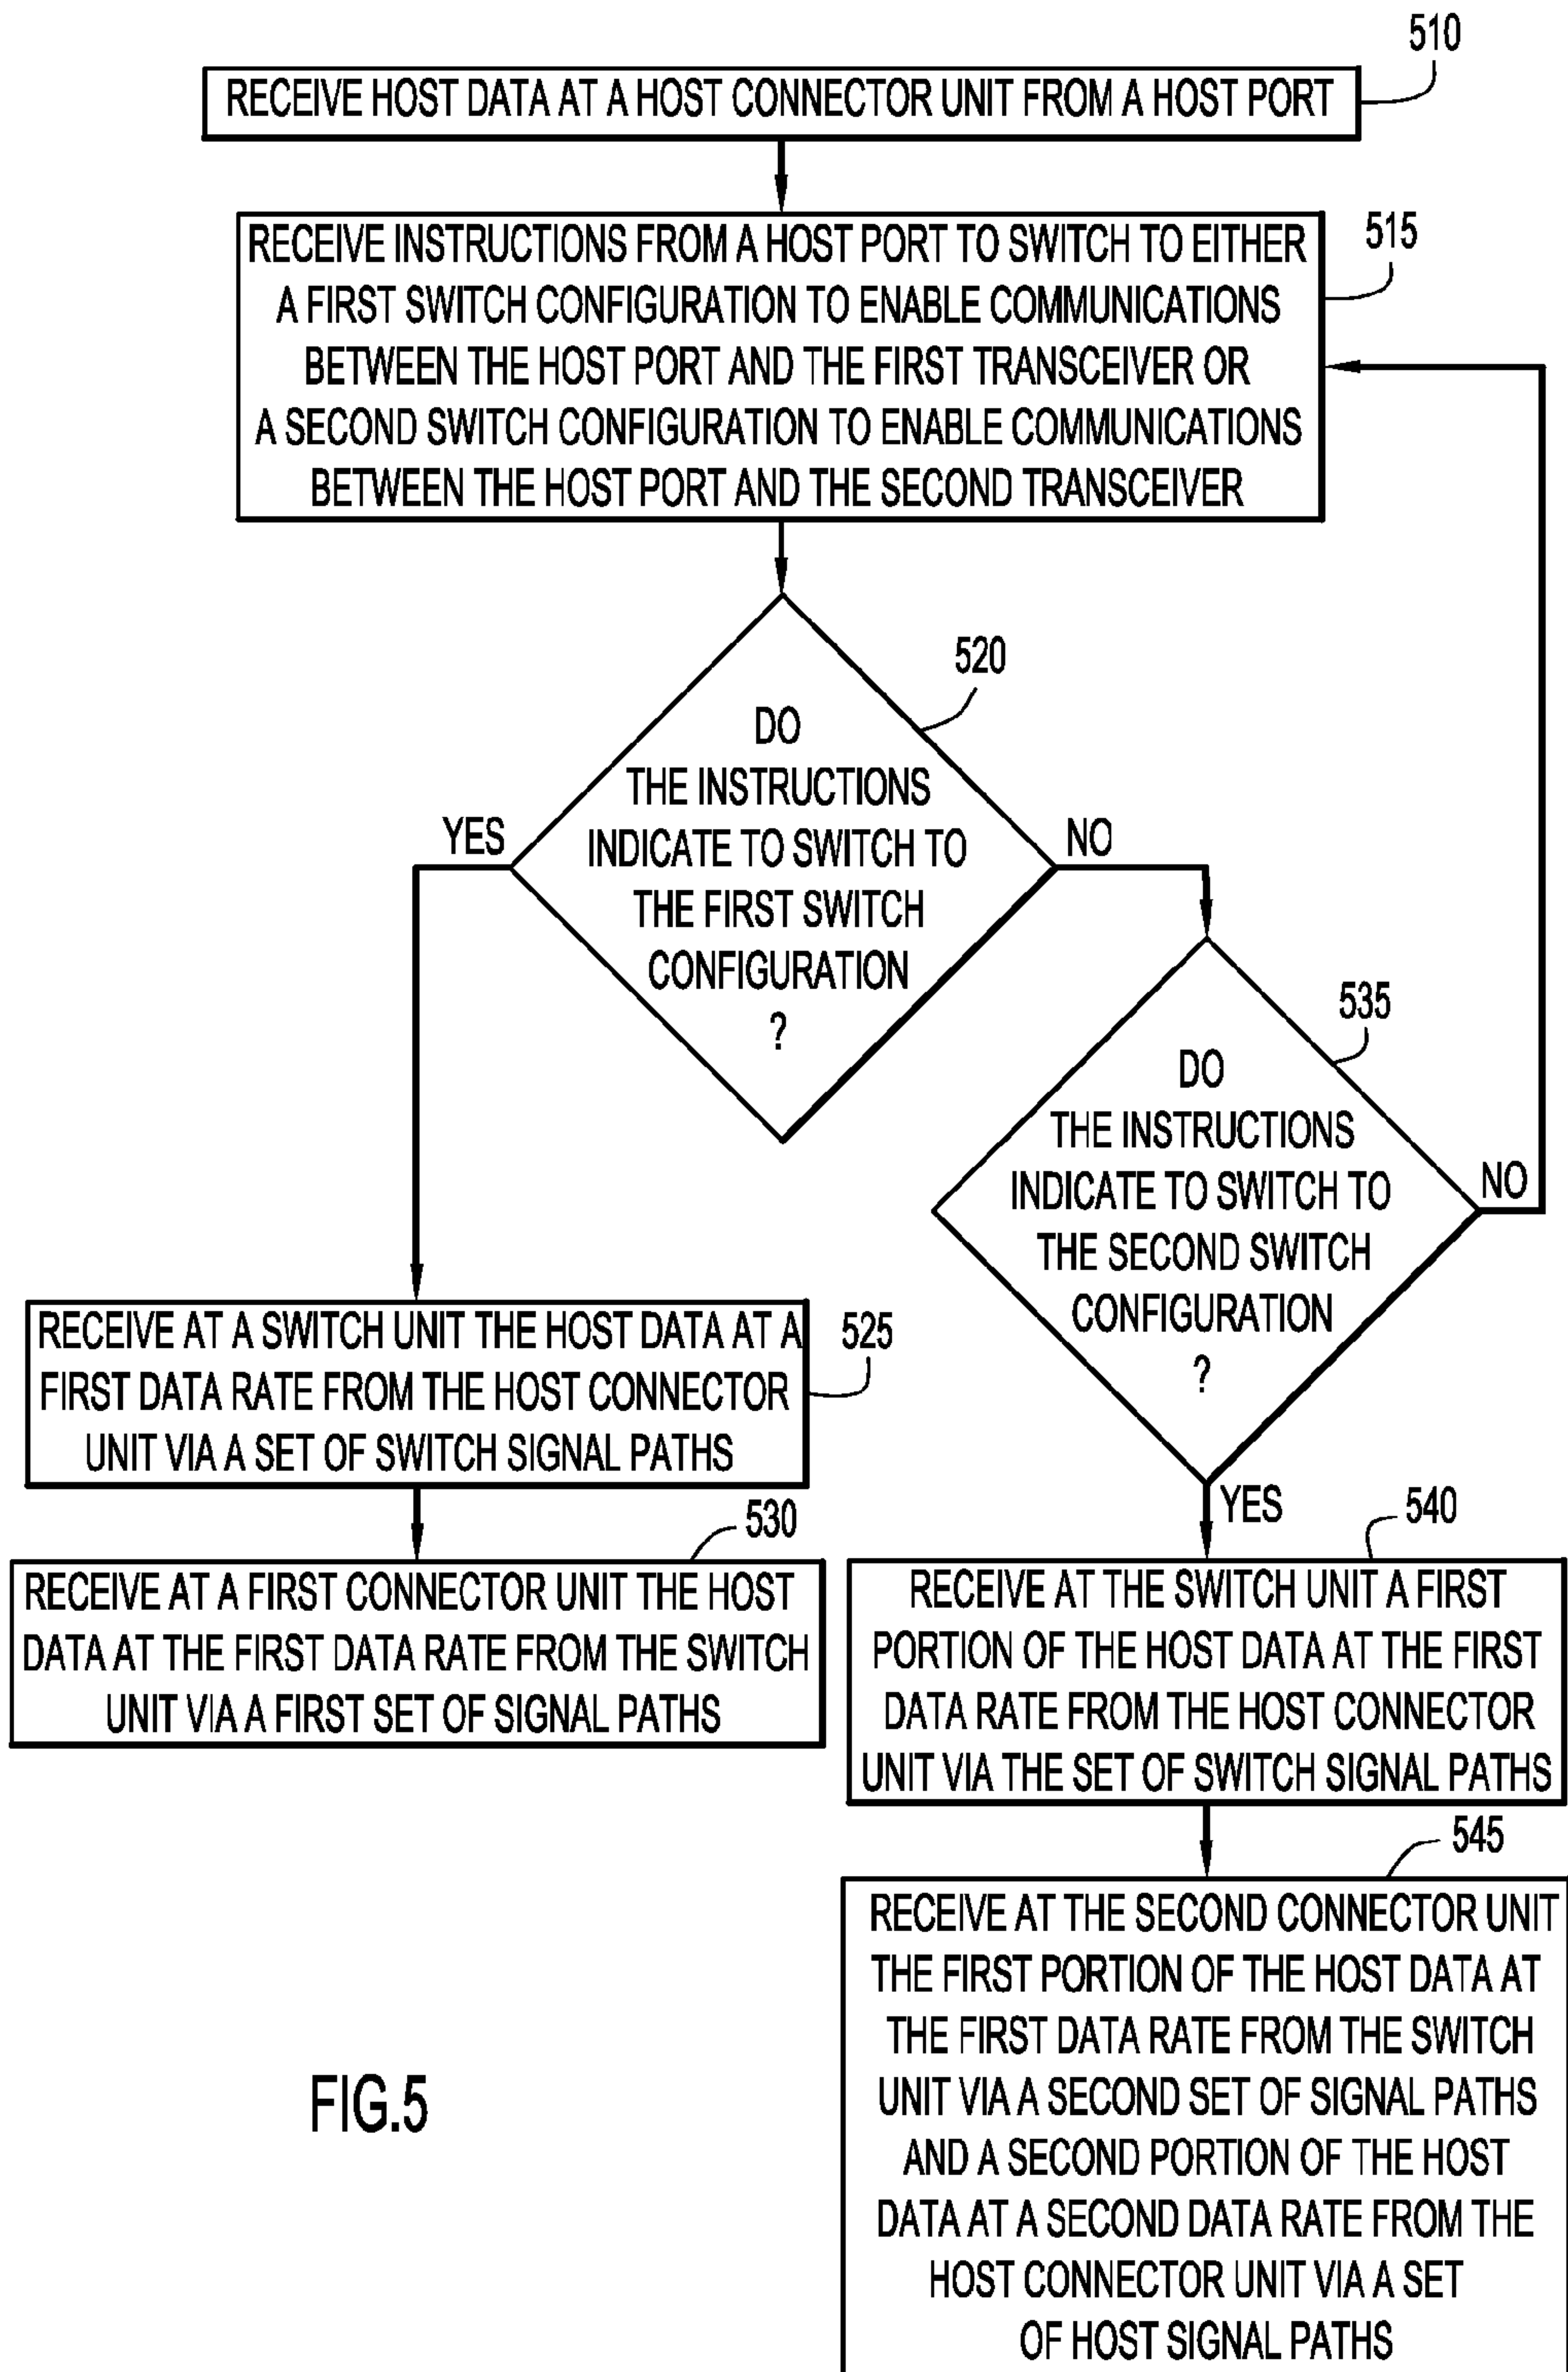 510
RECEIVE HOST DATA AT A HOST CONNECTOR UNIT FROM A HOST PORT
515
RECEIVE INSTRUCTIONS FROM A HOST PORT TO SWITCH TO EITHER
A FIRST SWITCH CONFIGURATION TO ENABLE COMMUNICATIONS
BETWEEN THE HOST PORT AND THE FIRST TRANSCEIVER OR
A SECOND SWITCH CONFIGURATION TO ENABLE COMMUNICATIONS
BETWEEN THE HOST PORT AND THE SECOND TRANSCEIVER
520
DO
THE INSTRUCTIONS
INDICATE TO SWITCH TO
THE FIRST SWITCH
CONFIGURATION
?
YES
NO
535
DO
THE INSTRUCTIONS
INDICATE TO SWITCH TO
THE SECOND SWITCH
CONFIGURATION
?
NO
YES
RECEIVE AT A SWITCH UNIT THE HOST DATA AT A
FIRST DATA RATE FROM THE HOST CONNECTOR
UNIT VIA A SET OF SWITCH SIGNAL PATHS
525
530
RECEIVE AT A FIRST CONNECTOR UNIT THE HOST
DATA AT THE FIRST DATA RATE FROM THE SWITCH
UNIT VIA A FIRST SET OF SIGNAL PATHS
540
RECEIVE AT THE SWITCH UNIT A FIRST
PORTION OF THE HOST DATA AT THE FIRST
DATA RATE FROM THE HOST CONNECTOR
UNIT VIA THE SET OF SWITCH SIGNAL PATHS
545
RECEIVE AT THE SECOND CONNECTOR UNIT
THE FIRST PORTION OF THE HOST DATA AT
THE FIRST DATA RATE FROM THE SWITCH
UNIT VIA A SECOND SET OF SIGNAL PATHS
AND A SECOND PORTION OF THE HOST
DATA AT A SECOND DATA RATE FROM THE
HOST CONNECTOR UNIT VIA A SET
OF HOST SIGNAL PATHS
FIG.5